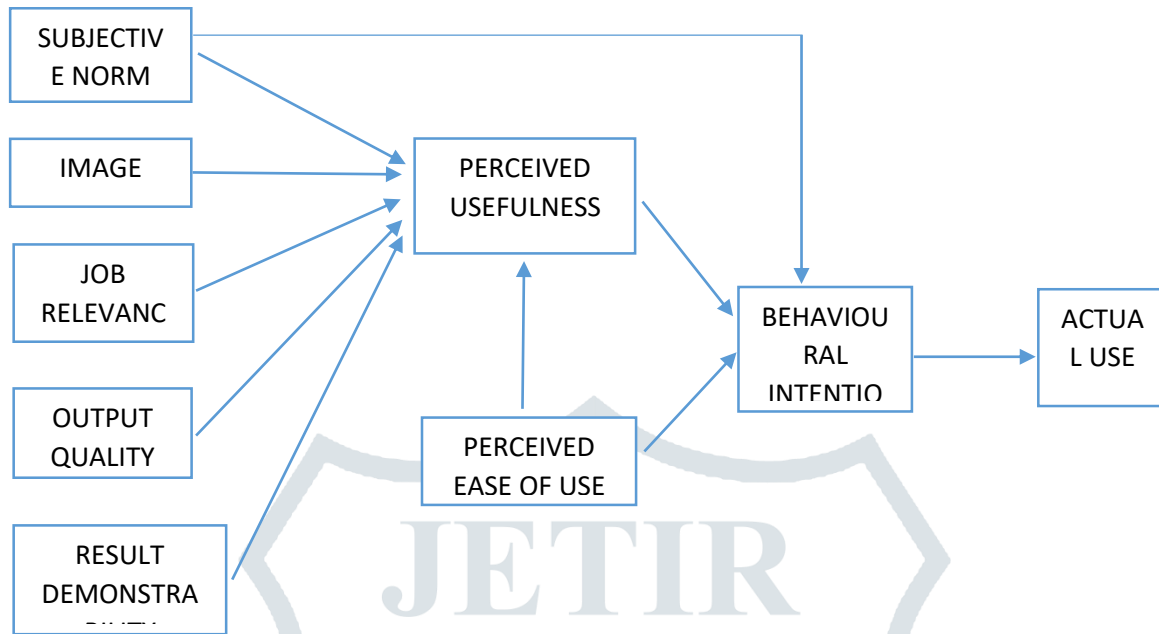 SUBJECTIV
E NORM
IMAGE
JOB
RELEVANC
OUTPUT
QUALITY
RESULT
DEMONSTRA
BILITY
PERCEIVED
USEFULNESS
PERCEIVED
EASE OF USE
BEHAVIOU
RAL
INTENTIO
ACTUA
L USE
JETIR